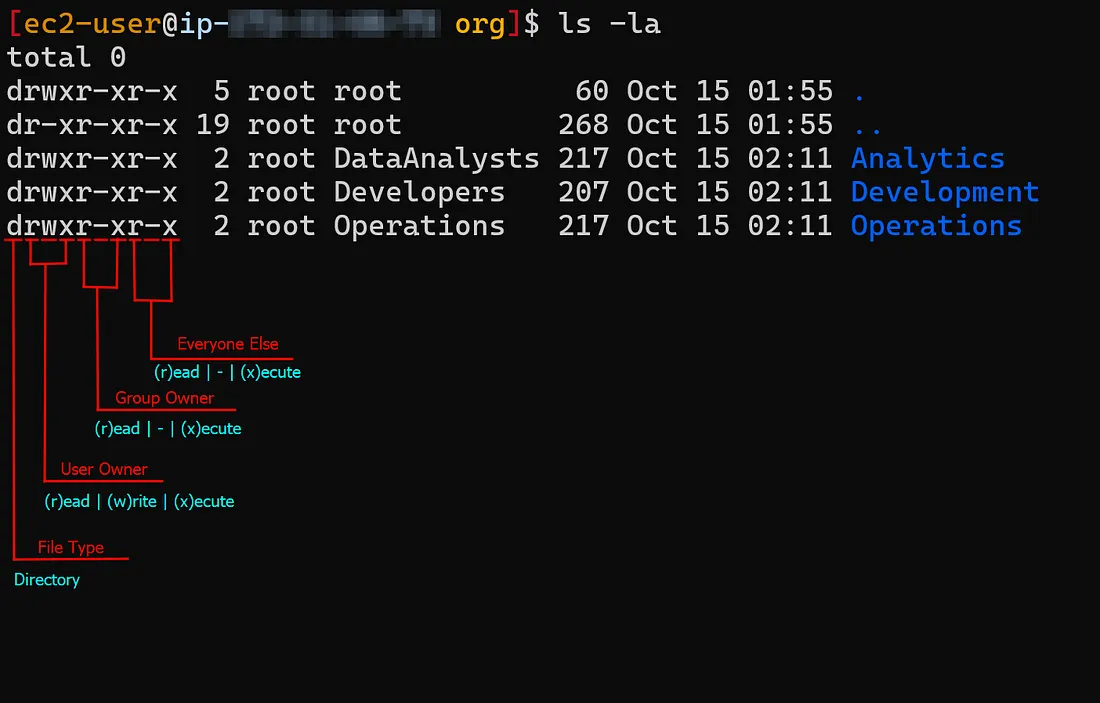 [ec2-user@ip- org]$ ls -la
total 0
drwxr-xr-x  5 root root          60 Oct 15 01:55 .
dr-xr-xr-x 19 root root         268 Oct 15 01:55 ..
drwxr-xr-x  2 root DataAnalysts 217 Oct 15 02:11 Analytics
drwxr-xr-x  2 root Developers   207 Oct 15 02:11 Development
drwxr-xr-x  2 root Operations   217 Oct 15 02:11 Operations
Everyone Else
(r)ead | - | (x)ecute
Group Owner
(r)ead | - | (x)ecute
User Owner
(r)ead | (w)rite | (x)ecute
File Type
Directory